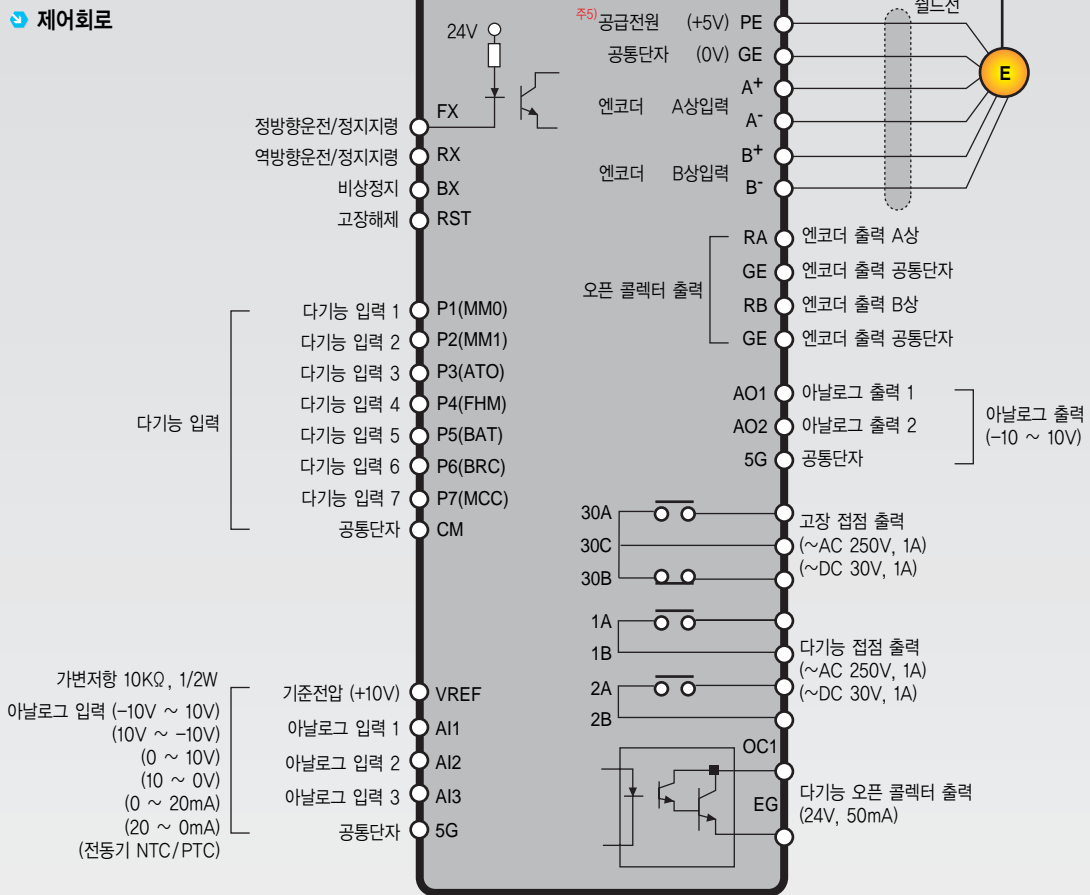 제어회로
24V
FX
정방향운전/정지지령
역방향운전/정지지령 RX
비상정지 BX
고장해제 RST
다기능 입력
다기능 입력 1 P1(MM0)
다기능 입력 2 P2(MM1)
다기능 입력 3 P3(ATO)
다기능 입력 4 P4(FHM)
다기능 입력 5 P5(BAT)
다기능 입력 6 P6(BRC)
다기능 입력 7 P7(MCC)
공통단자 CM
가변저항 10KΩ, 1/2W
아날로그 입력 (-10V ~ 10V)
(10V ~ -10V)
(0 ~ 10V)
(10 ~ 0V)
(0 ~ 20mA)
(20 ~ 0mA)
(전동기 NTC/PTC)
기준전압 (+10V) VREF
아날로그 입력 1 AI1
아날로그 입력 2 AI2
아날로그 입력 3 AI3
공통단자 5G
쉴드선
주5) 공급전원 (+5V) PE
공통단자 (0V) GE
엔코더 A상입력
A+
A-
엔코더 B상입력
B+
B-
E
오픈 콜렉터 출력
RA 엔코더 출력 A상
GE 엔코더 출력 공통단자
RB 엔코더 출력 B상
GE 엔코더 출력 공통단자
AO1 아날로그 출력 1
AO2 아날로그 출력 2
5G 공통단자
아날로그 출력
(-10 ~ 10V)
30A
30C
30B
고장 접점 출력
(~AC 250V, 1A)
(~DC 30V, 1A)
1A
1B
2A
2B
다기능 접점 출력
(~AC 250V, 1A)
(~DC 30V, 1A)
OC1
EG
다기능 오픈 콜렉터 출력
(24V, 50mA)